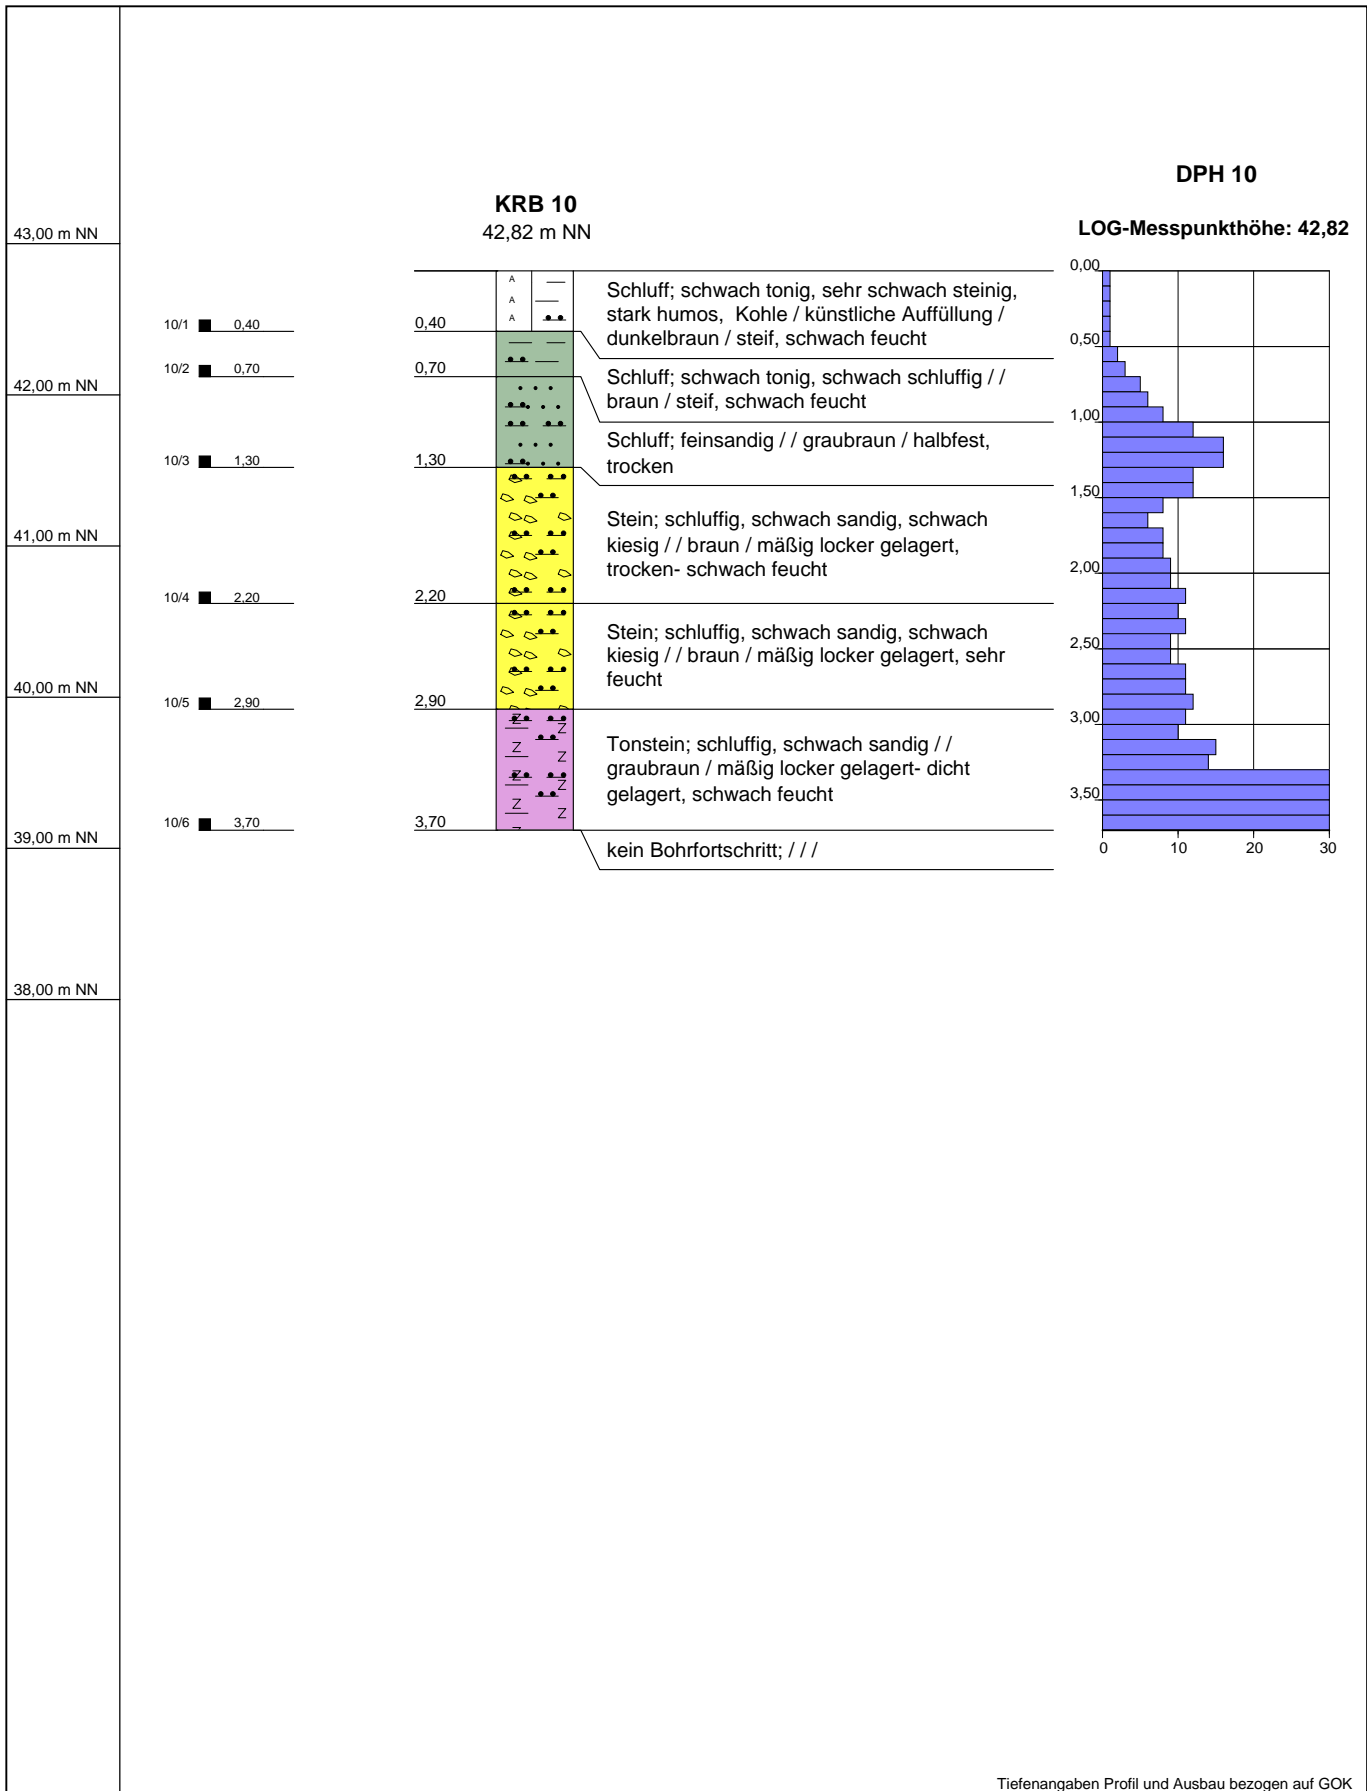 DPH 10
KRB 10
42,82 m NN
LOG-Messpunkthöhe: 42,82
43,00 m NN
42,00 m NN
41,00 m NN
40,00 m NN
39,00 m NN
38,00 m NN
10/1 0,40
10/2 0,70
10/3 1,30
10/4 2,20
10/5 2,90
10/6 3,70
0,40
0,70
1,30
2,20
2,90
3,70
A
A
A
Z
Z
Z
Z
Z
Z
Z
Z
Z
Z
Z
Schluff; schwach tonig, sehr schwach steinig,
stark humos, Kohle / künstliche Auffüllung /
dunkelbraun / steif, schwach feucht
Schluff; schwach tonig, schwach schluffig / /
braun / steif, schwach feucht
Schluff; feinsandig / / graubraun / halbfest,
trocken
Stein; schluffig, schwach sandig, schwach
kiesig / / braun / mäßig locker gelagert,
trocken- schwach feucht
Stein; schluffig, schwach sandig, schwach
kiesig / / braun / mäßig locker gelagert, sehr
feucht
Tonstein; schluffig, schwach sandig / /
graubraun / mäßig locker gelagert- dicht
gelagert, schwach feucht
kein Bohrfortschritt; / / /
0,00
0,50
1,00
1,50
2,00
2,50
3,00
3,50
0 10 20 30
Tiefenangaben Profil und Ausbau bezogen auf GOK